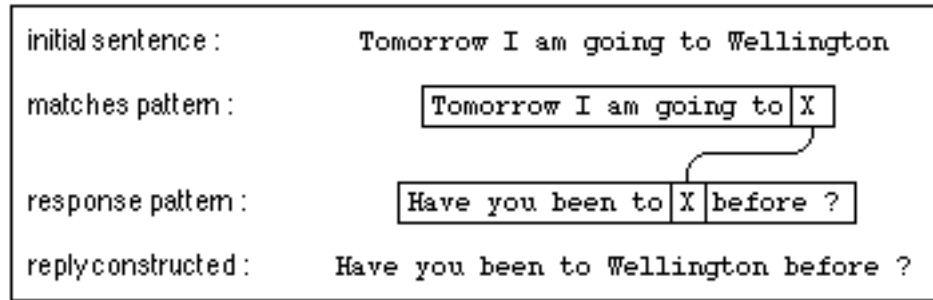 initial sentence : Tomorrow I am going to Wellington
matches pattern : Tomorrow I am going to X
response pattern : Have you been to X before ?
reply constructed : Have you been to Wellington before ?